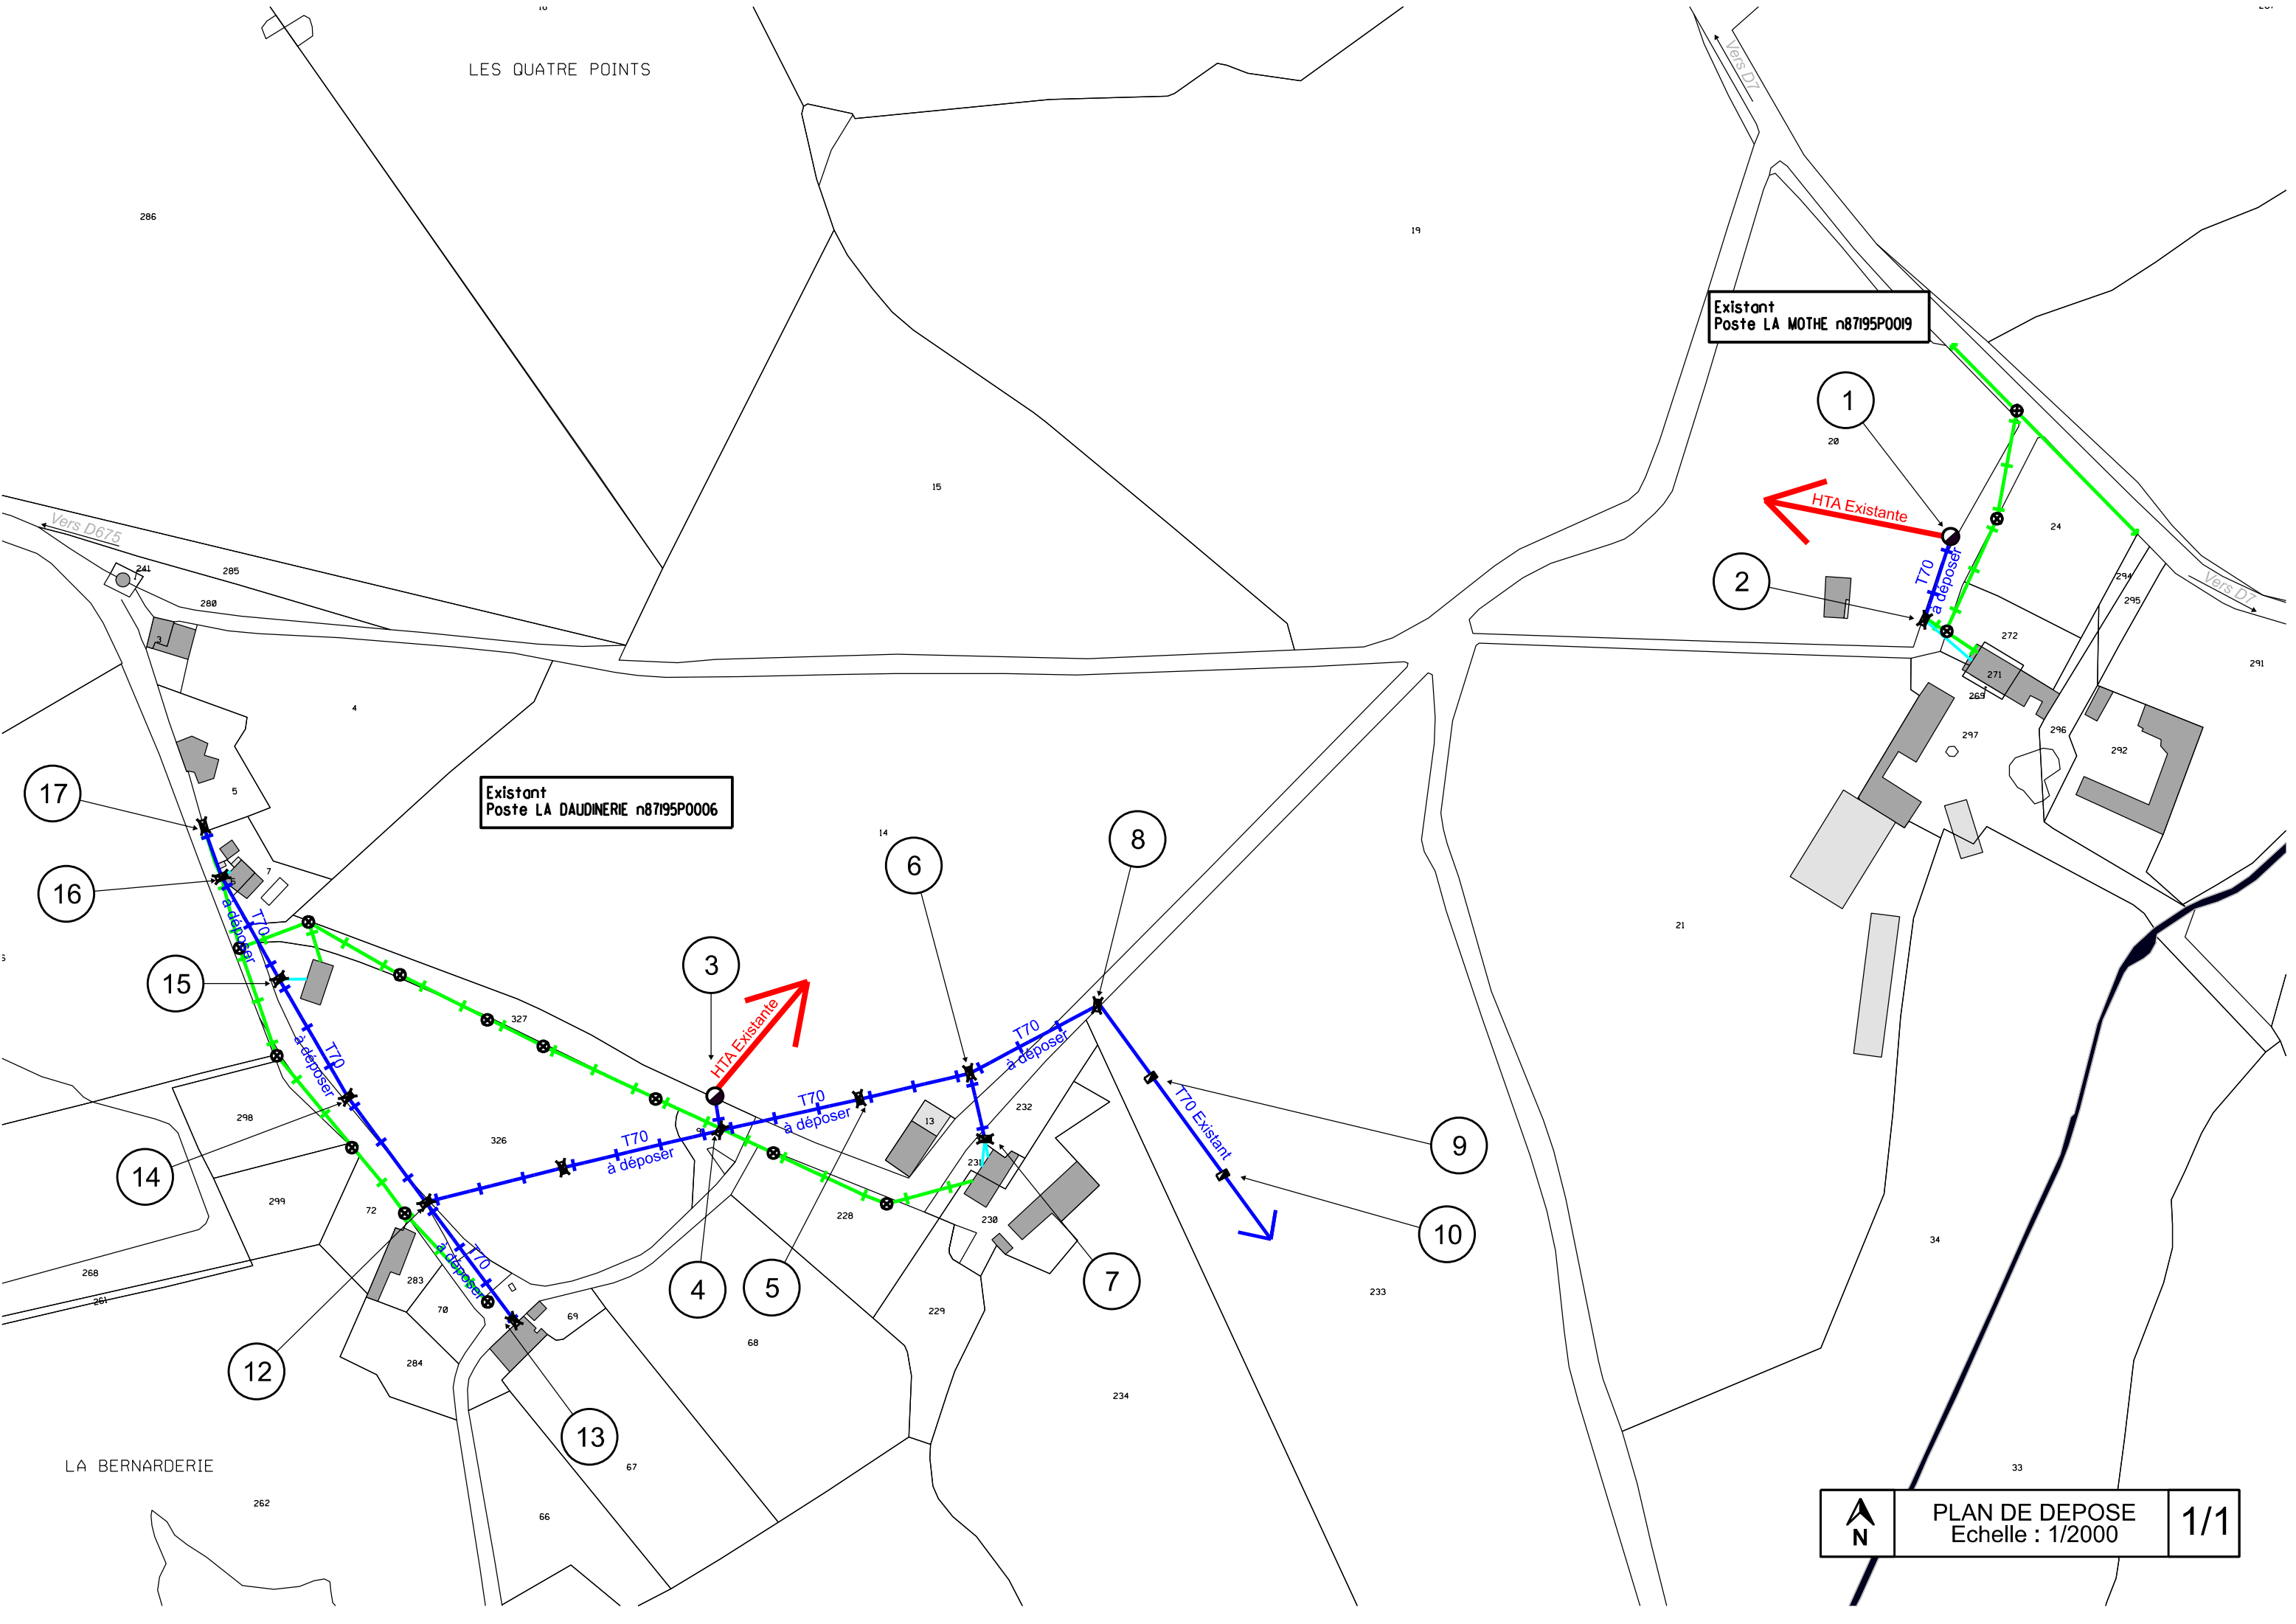 LES QUATRE POINTS
Vers D7
286
19
Existant
Poste LA MOTHE n87195P0019
1
20
15
HTA Existante
24
Vers D675
241
285
280
2
T70
à déposer
294
295
Vers D7
3
272
291
271
269
4
297
296
292
17
5
Existant
Poste LA DAUDINERIE n87195P0006
14
8
6
16
7
T70
à déposer
21
15
3
HTA Existante
327
T70
à déposer
T70
à déposer
T70
à déposer
T70 Existant
298
232
9
13
326
T70
à déposer
9
14
231
299
72
228
230
10
34
T70
à déposer
268
283
4
5
7
233
261
70
69
229
68
12
284
234
13
LA BERNARDERIE
67
33
262
66
N
PLAN DE DEPOSE
Echelle : 1/2000
1/1